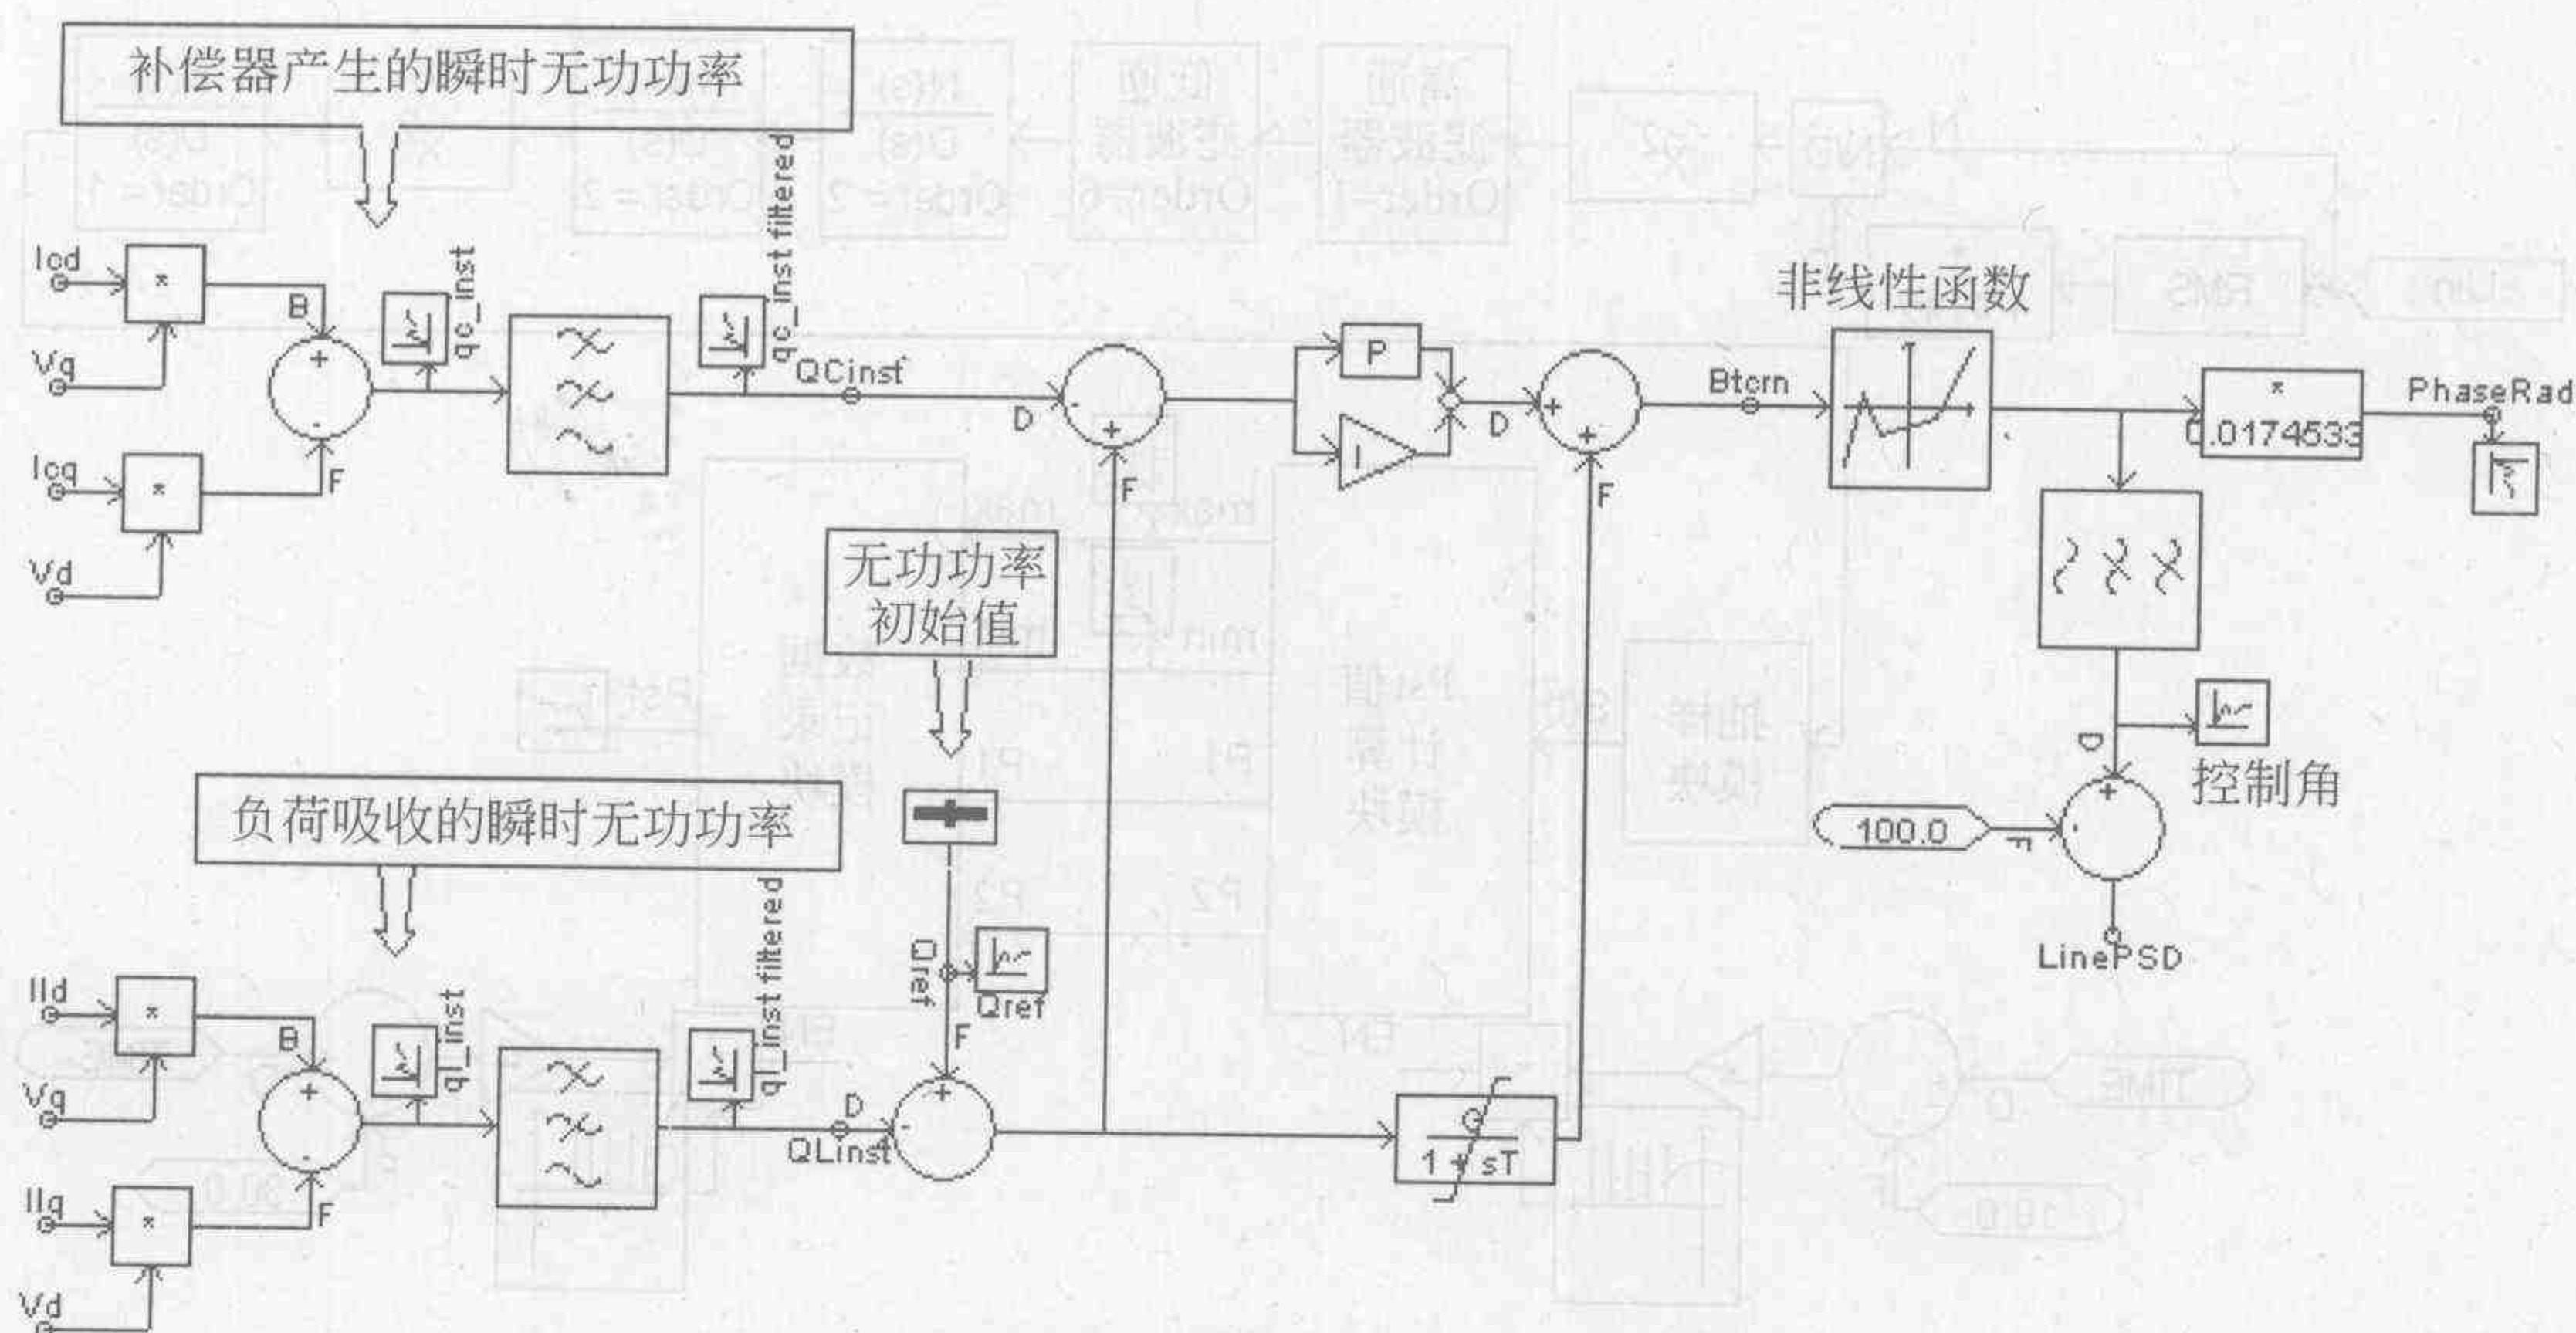 补偿器产生的瞬时无功功率
Icd
*
B
Vq
+
-
qc_inst
qc_inst filtered
QCinst
D
-
+
F
Icq
*
F
Vd
P
I
D
+
+
F
Btcrn
非线性函数
*
0.0174533
PhaseRad
无功功率
初始值
控制角
D
+
-
100.0
F
LinePSD
负荷吸收的瞬时无功功率
Ild
*
B
Vq
+
-
ql_inst
ql_inst filtered
Qref
Qref
F
+
-
D
QLinst
G
1 + sT
Ilq
*
F
Vd